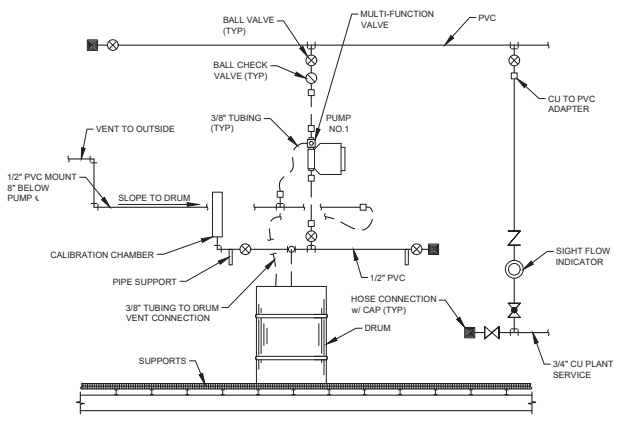 BALL VALVE
(TYP)
MULTI-FUNCTION
VALVE
PVC
BALL CHECK
VALVE (TYP)
CU TO PVC
ADAPTER
3/8" TUBING
(TYP)
PUMP
NO.1
VENT TO OUTSIDE
1/2" PVC MOUNT
8" BELOW
PUMP ℄
SLOPE TO DRUM
CALIBRATION CHAMBER
SIGHT FLOW
INDICATOR
PIPE SUPPORT
1/2" PVC
3/8" TUBING TO DRUM
VENT CONNECTION
HOSE CONNECTION
w/ CAP (TYP)
DRUM
SUPPORTS
3/4" CU PLANT
SERVICE